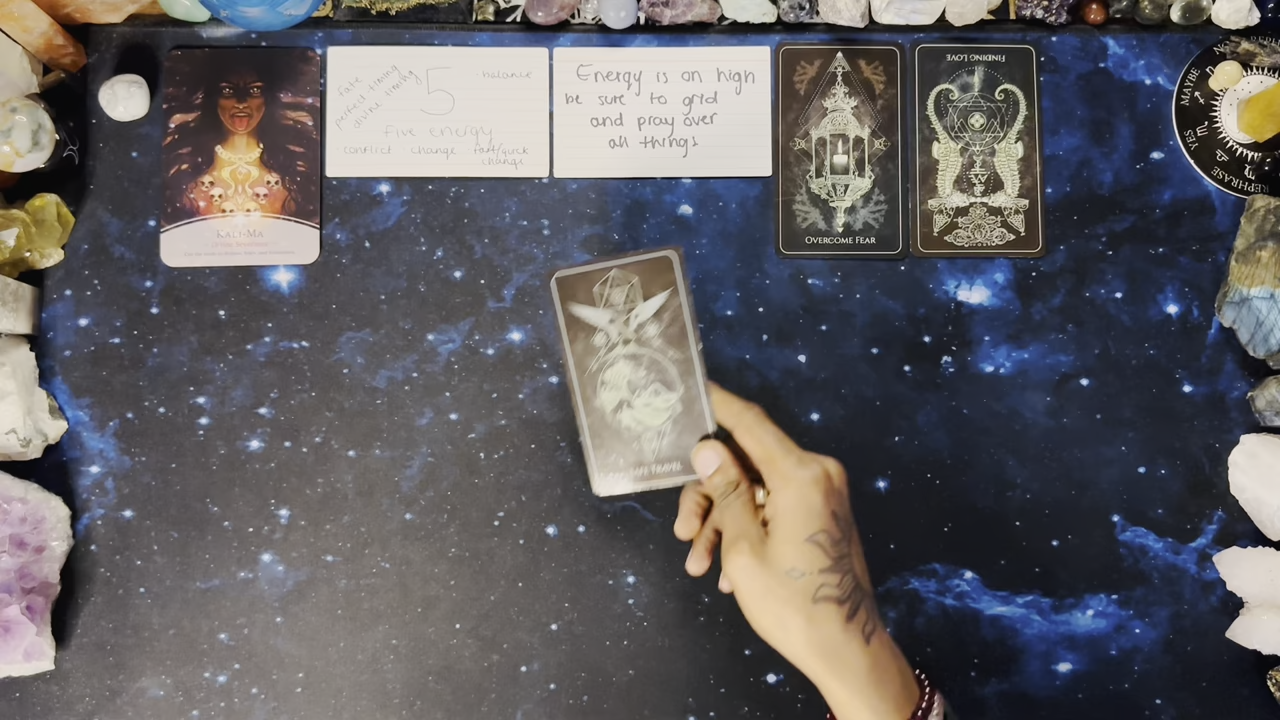 KALI-MA
fate
perfect timing
divine timing
5
balance
five energy
conflict change fast/quick
change
Energy is on high
be sure to grid
and pray over
all things
OVERCOME FEAR
FINDING LOVE
MAYBE
YES
REPHRASE